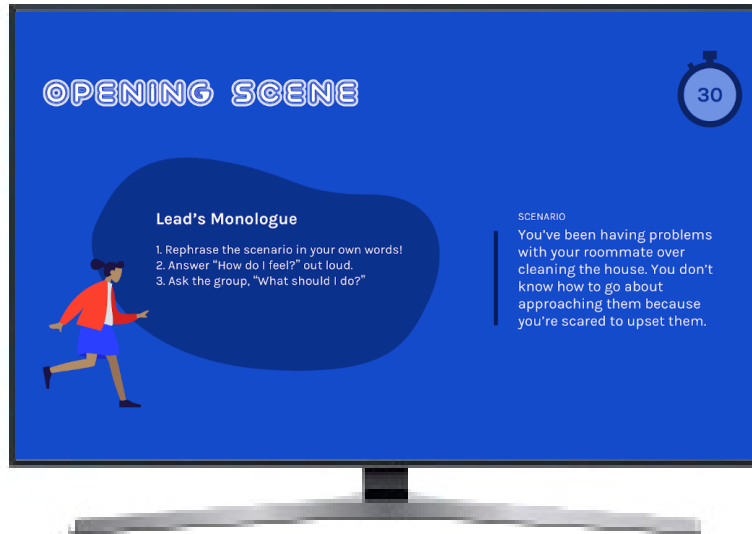 OPENING SCENE
30
Lead's Monologue
1. Rephrase the scenario in your own words!
2. Answer “How do I feel?” out loud.
3. Ask the group, “What should I do?”
SCENARIO
You've been having problems
with your roommate over
cleaning the house. You don't
know how to go about
approaching them because
you're scared to upset them.